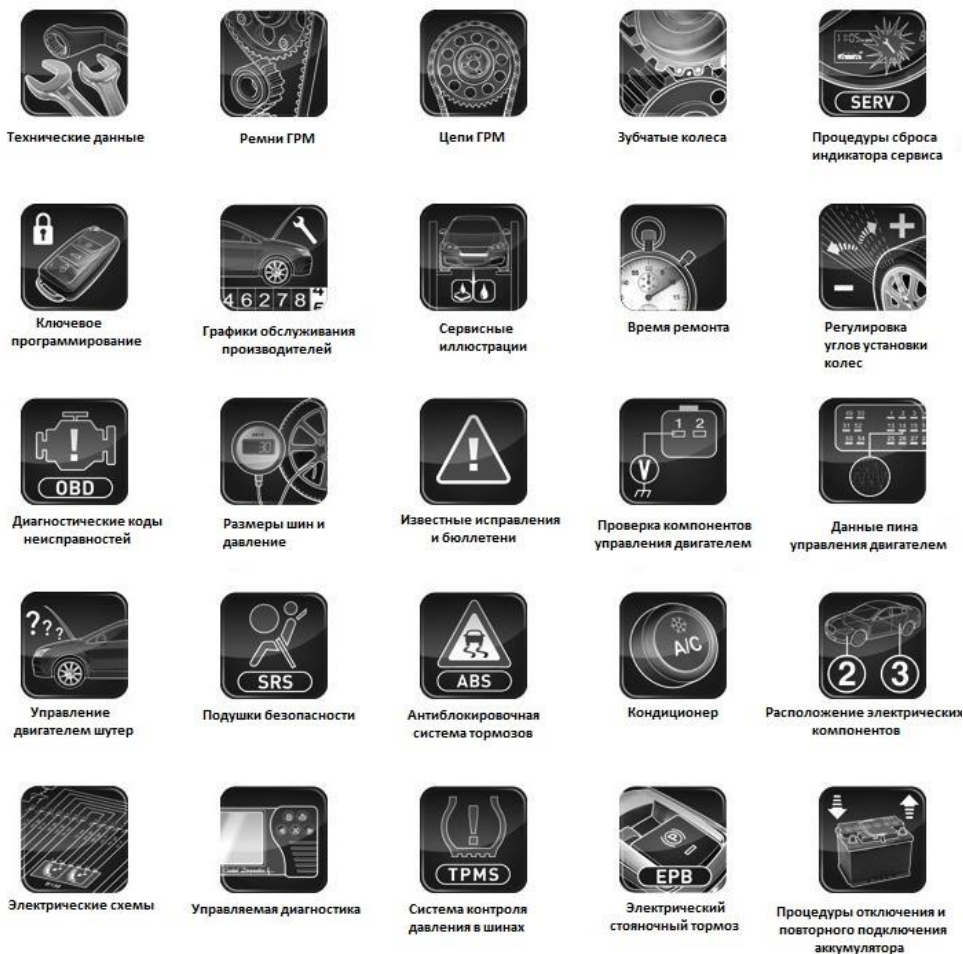 11:05
SERV
Технические данные
Ремни ГРМ
Цепи ГРМ
Зубчатые колеса
Процедуры сброса
индикатора сервиса
46278
Ключевое
программирование
Графики обслуживания
производителей
Сервисные
иллюстрации
Время ремонта
Регулировка
углов установки
колес
! OBD
30
!
1 2
V
Диагностические коды
неисправностей
Размеры шин и
давление
Известные исправления
и бюллетени
Проверка компонентов
управления двигателем
Данные пина
управления двигателем
???
SRS
ABS
A/C
2 3
Управление
двигателем шутер
Подушки безопасности
Антиблокировочная
система тормозов
Кондиционер
Расположение электрических
компонентов
!
TPMS
P
EPB
Электрические схемы
Управляемая диагностика
Система контроля
давления в шинах
Электрический
стояночный тормоз
Процедуры отключения и
повторного подключения
аккумулятора